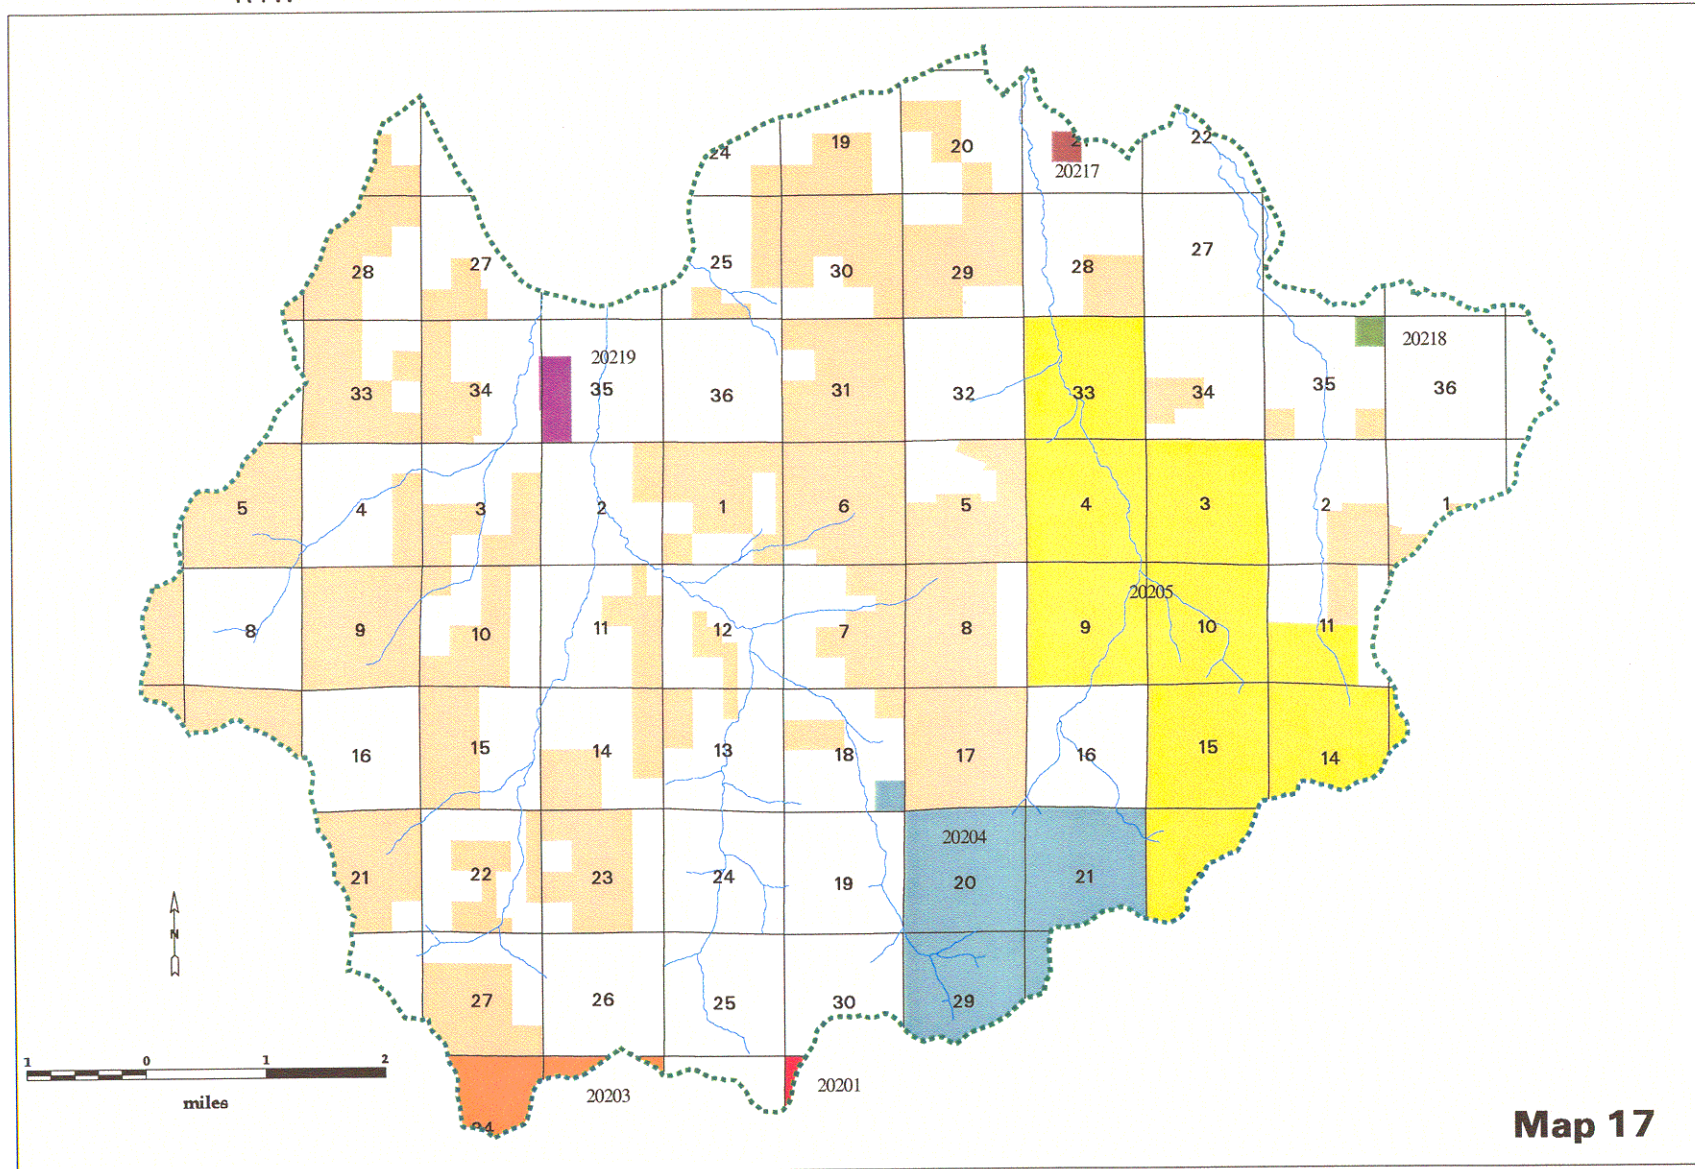 24 19 20 22
20217
28 27 25 30 29 28 27
20219 20218
33 34 35 36 31 32 33 34 35 36
5 4 3 2 1 6 5 4 3 2 1
20205
8 9 10 11 12 7 8 9 10 11
16 15 14 13 18 17 16 15 14
20204
21 22 23 24 19 20 21
N
27 26 25 30 29
1 0 1 2
miles
20203 20201
Map 17